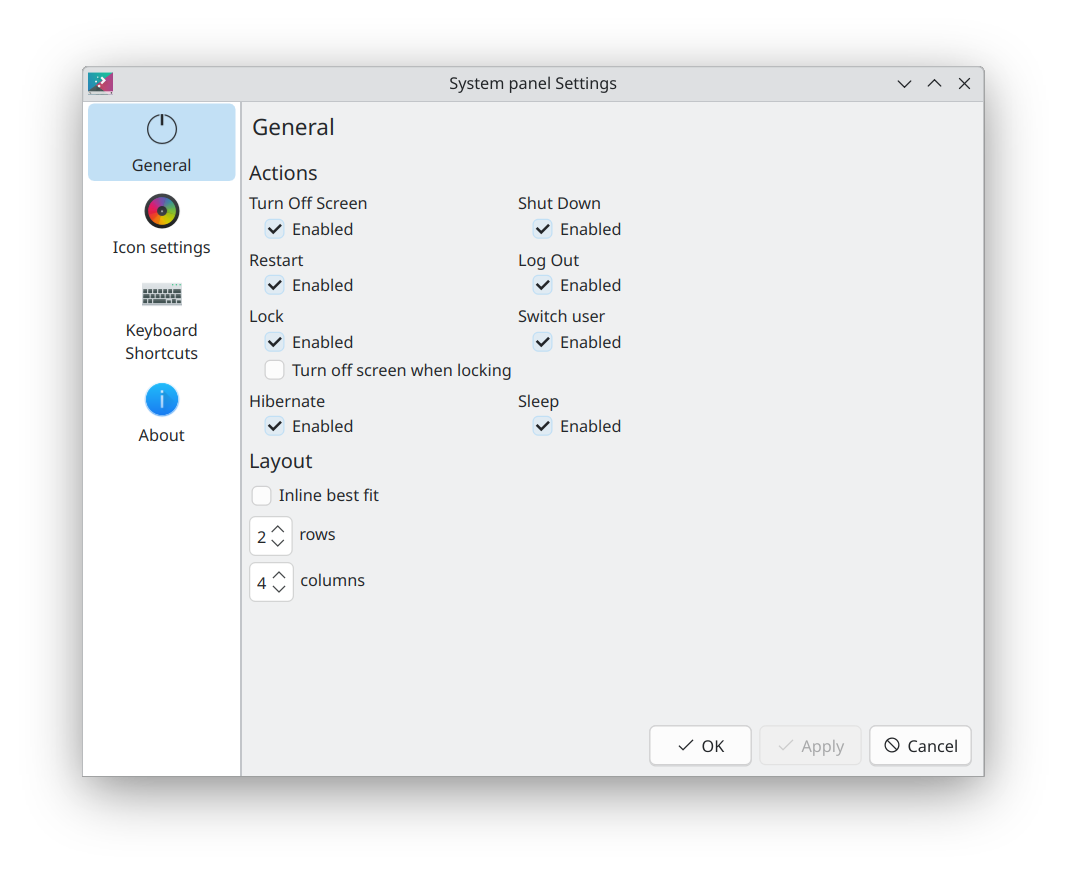 System panel Settings
General
Icon settings
Keyboard
Shortcuts
About
General
Actions
Turn Off Screen
Shut Down
Enabled
Enabled
Restart
Log Out
Enabled
Enabled
Lock
Switch user
Enabled
Enabled
Turn off screen when locking
Hibernate
Sleep
Enabled
Enabled
Layout
Inline best fit
2 rows
4 columns
OK
Apply
Cancel